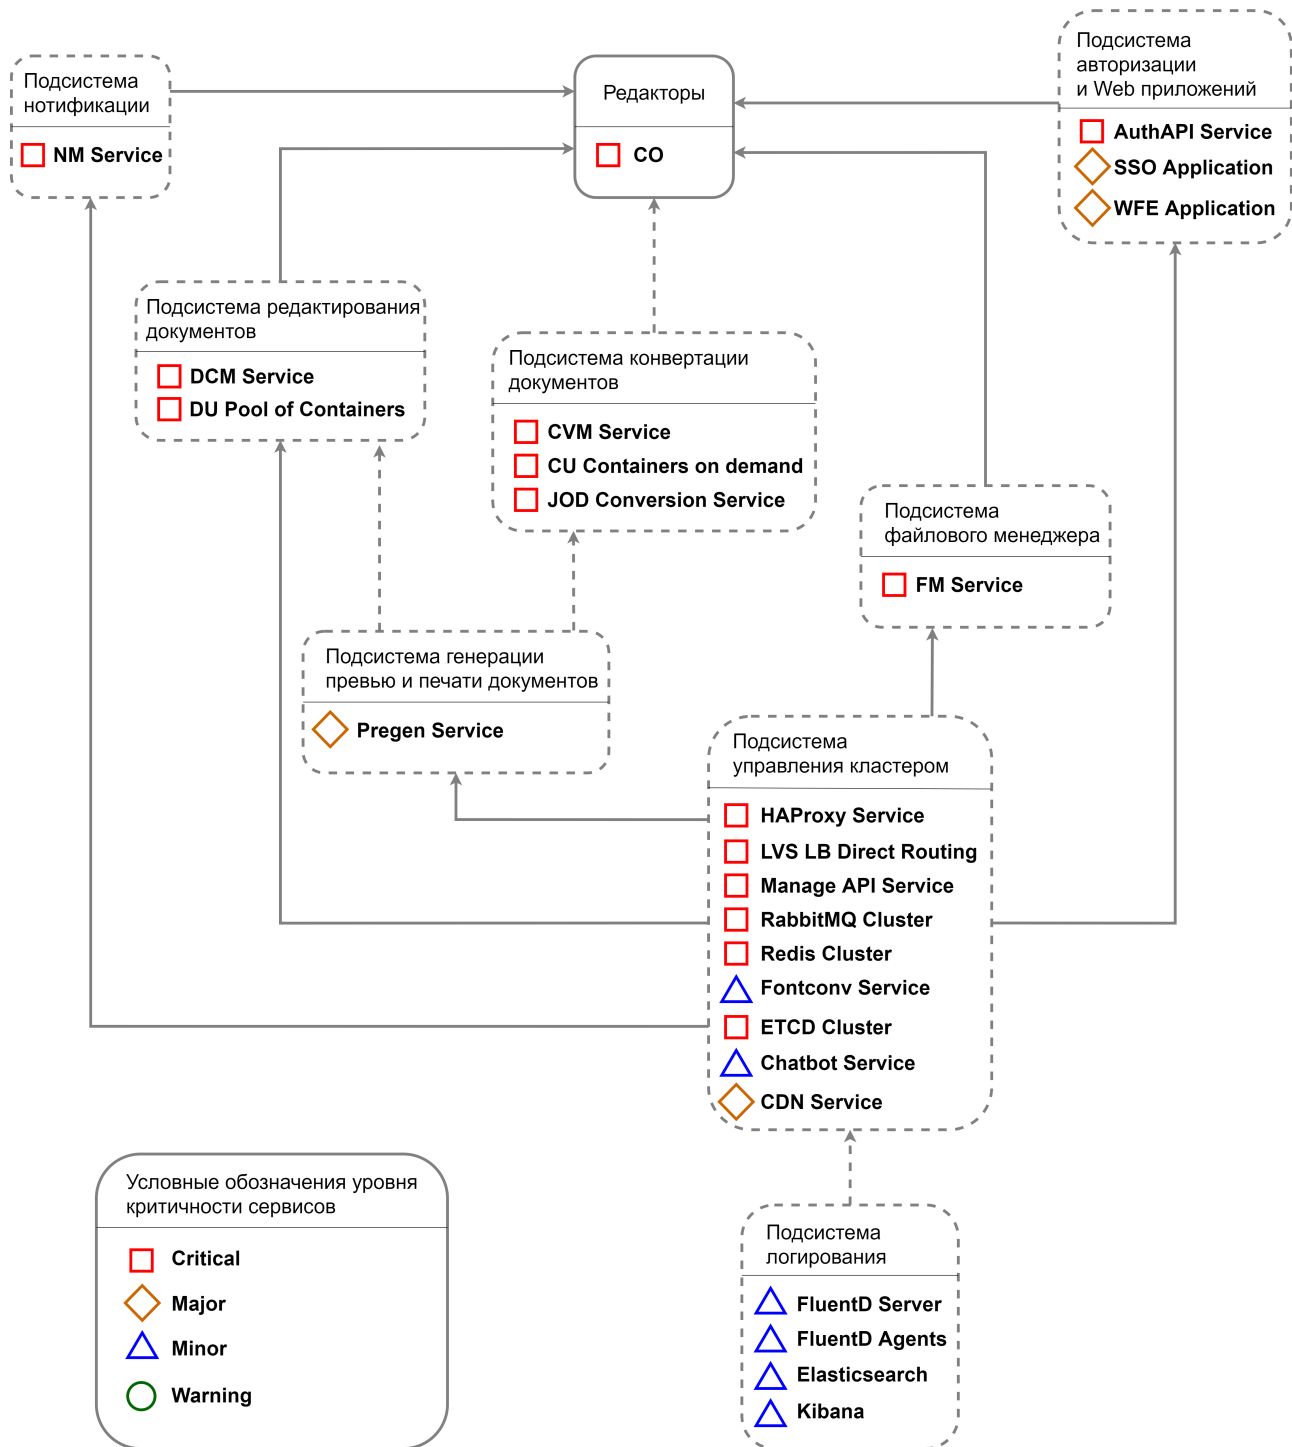 Подсистема
нотификации
NM Service
Редакторы
CO
Подсистема
авторизации
и Web приложений
AuthAPI Service
SSO Application
WFE Application
Подсистема редактирования
документов
DCM Service
DU Pool of Containers
Подсистема конвертации
документов
CVM Service
CU Containers on demand
JOD Conversion Service
Подсистема
файлового менеджера
FM Service
Подсистема генерации
превью и печати документов
Pregen Service
Подсистема
управления кластером
HAProxy Service
LVS LB Direct Routing
Manage API Service
RabbitMQ Cluster
Redis Cluster
Fontconv Service
ETCD Cluster
Chatbot Service
CDN Service
Условные обозначения уровня
критичности сервисов
Critical
Major
Minor
Warning
Подсистема
логирования
FluentD Server
FluentD Agents
Elasticsearch
Kibana